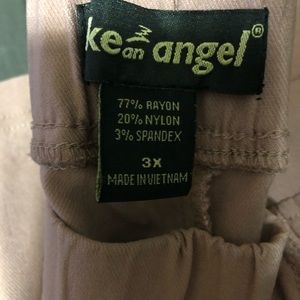 ke an angel®
77% RAYON
20% NYLON
3% SPANDEX
3X
MADE IN VIETNAM